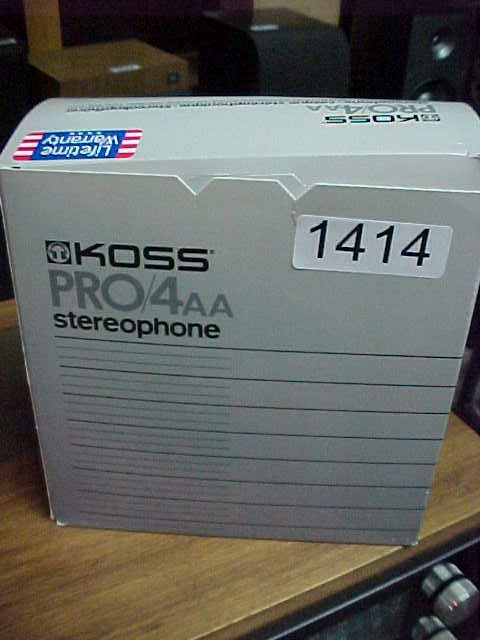 KOSS
PRO/4AA
Lifetime
Warranty
1414
KOSS®
PRO/4AA
stereophone